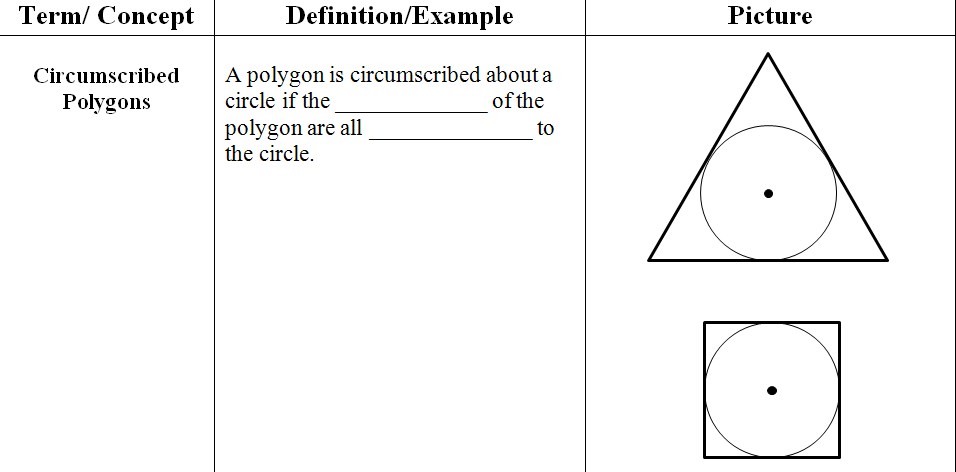 Term/ Concept
Definition/Example
Picture
Circumscribed
Polygons
A polygon is circumscribed about a
circle if the ______________ of the
polygon are all _______________ to
the circle.